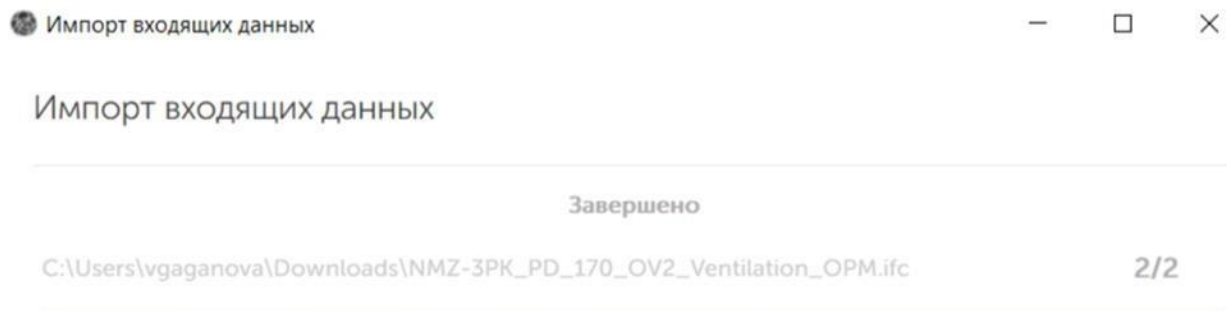 Импорт входящих данных
Импорт входящих данных
Завершено
C:\Users\vgaganova\Downloads\NMZ-3PK_PD_170_OV2_Ventilation_OPM.ifc 2/2